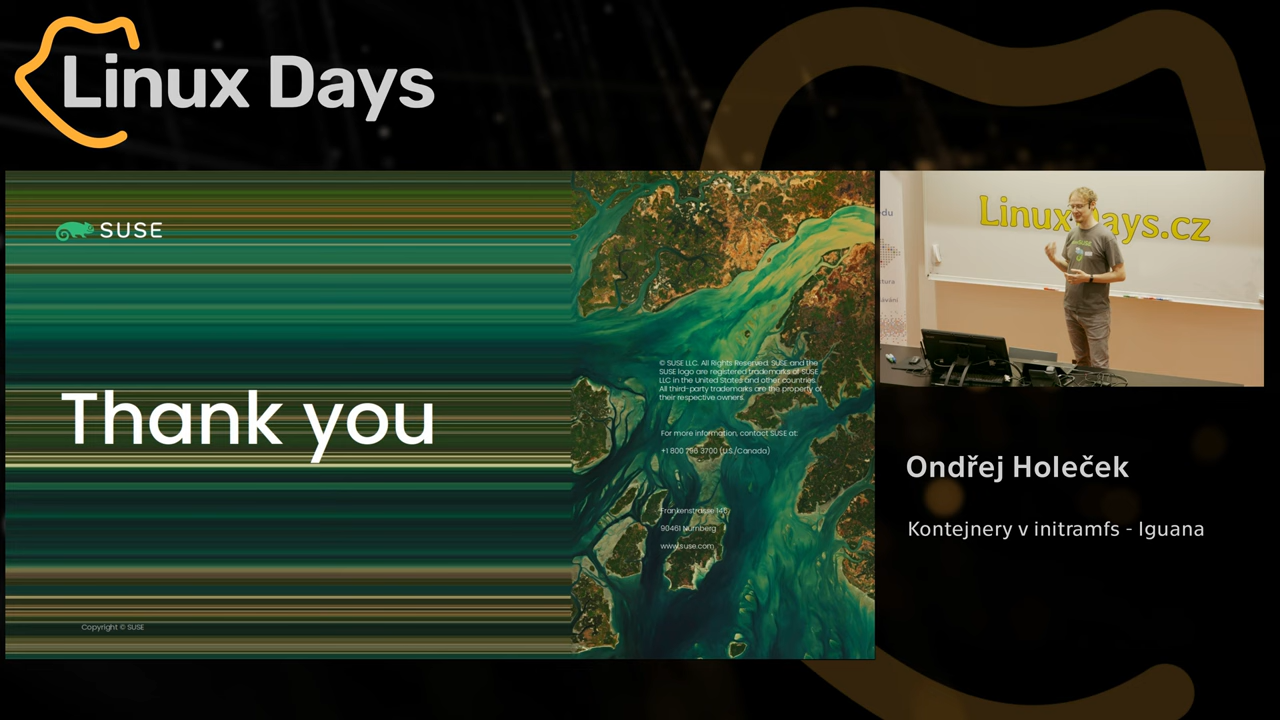 Linux Days
SUSE
Thank you
© SUSE LLC. All Rights Reserved. SUSE and the
SUSE logo are registered trademarks of SUSE
LLC in the United States and other countries.
All third-party trademarks are the property of
their respective owners.
For more information, contact SUSE at:
+1 800 796 3700 (U.S./Canada)
Frankenstrasse 146
90461 Nürnberg
www.suse.com
Copyright © SUSE
LinuxDays.cz
Ondřej Holeček
Kontejnery v initramfs - Iguana